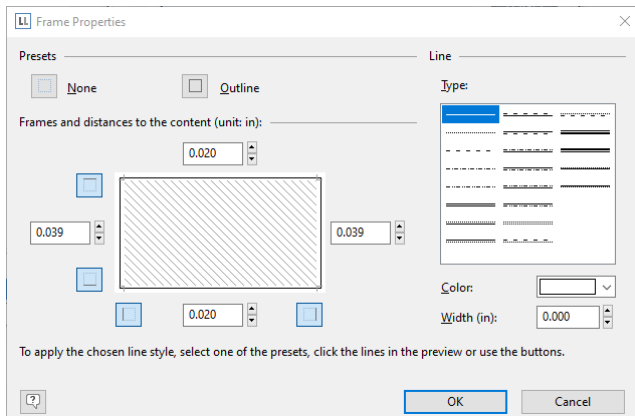 LL Frame Properties
Presets
Line
None
Outline
Type:
Frames and distances to the content (unit: in):
0.020
0.039
0.039
0.020
Color:
Width (in):
0.000
To apply the chosen line style, select one of the presets, click the lines in the preview or use the buttons.
?
OK
Cancel